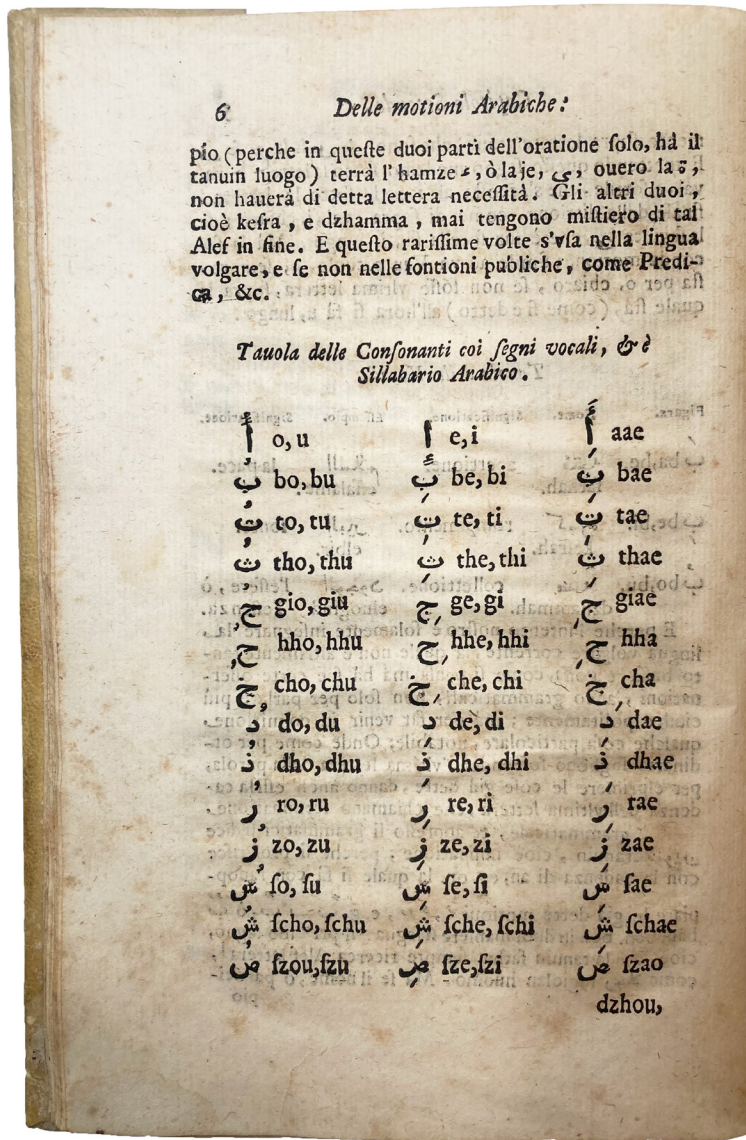 6 Delle motioni Arabiche:
pio (perche in queſte duoi parti dell'oratione ſolo, há il
tanuin luogo) terrà l'hamze ء, ò la je, ي, ouero la ة,
non hauerà di detta lettera neceſſità. Gli altri duoi,
cioè keſra, e dzhamma, mai tengono miſtiero di tal
Alef in fine. E queſto rariſſime volte s'vſa nella lingua
volgare, e ſe non nelle fontioni publiche, come Predi-
ca, &c.
Tauola delle Conſonanti coi ſegni vocali, & è
Sillabario Arabico.
أُ o, u إِ e, i أَ aae
بُ bo, bu بِ be, bi بَ bae
تُ to, tu تِ te, ti تَ tae
ثُ tho, thu ثِ the, thi ثَ thae
جُ gio, giu جِ ge, gi جَ giae
حُ hho, hhu حِ hhe, hhi حَ hha
خُ cho, chu خِ che, chi خَ cha
دُ do, du دِ de, di دَ dae
ذُ dho, dhu ذِ dhe, dhi ذَ dhae
رُ ro, ru رِ re, ri رَ rae
زُ zo, zu زِ ze, zi زَ zae
سُ ſo, ſu سِ ſe, ſi سَ ſae
شُ ſcho, ſchu شِ ſche, ſchi شَ ſchae
صُ ſzou, ſzu صِ ſze, ſzi صَ ſzao
dzhou,